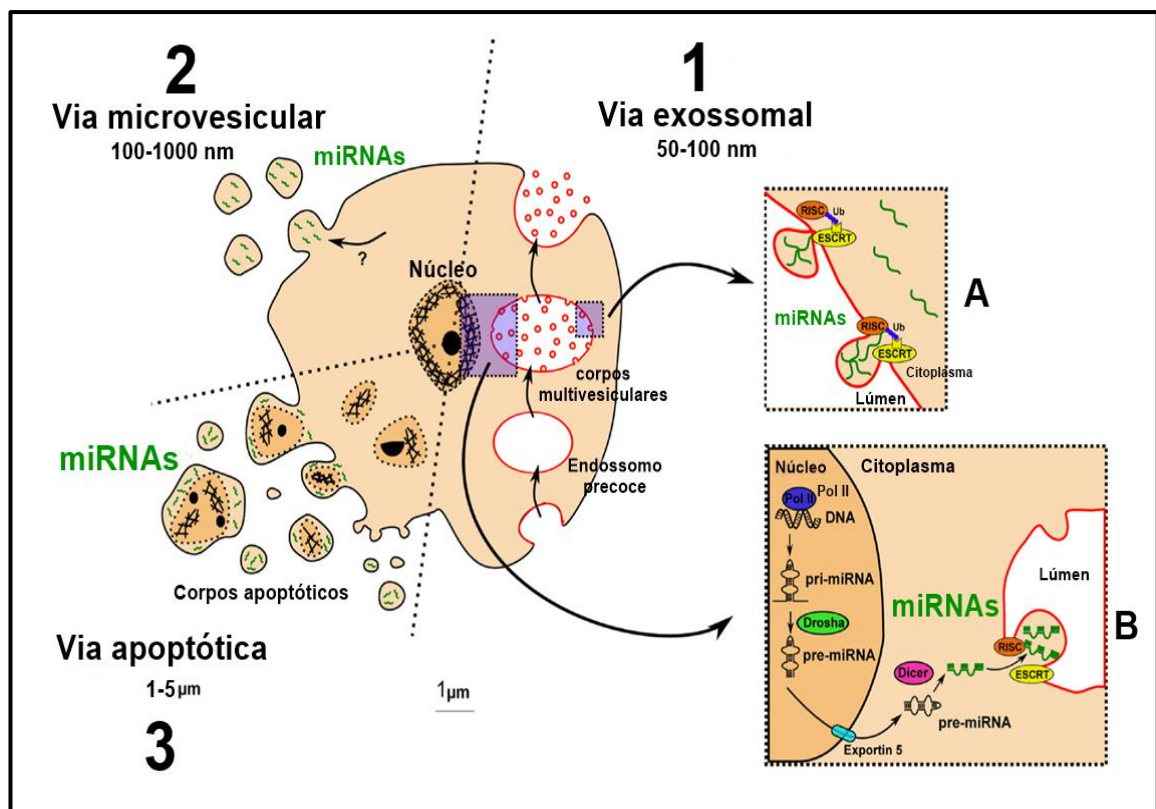 2
Via microvesicular
100-1000 nm
miRNAs
?
1
Via exossomal
50-100 nm
Núcleo
corpos
multivesiculares
Endossomo
precoce
RISC
Ub
ESCRT
miRNAs
RISC
Ub
ESCRT
Citoplasma
Lúmen
A
miRNAs
Corpos apoptóticos
Via apoptótica
1-5µm
3
1µm
Núcleo
Citoplasma
Pol II
Pol II
DNA
pri-miRNA
Drosha
pre-miRNA
Exportin 5
Dicer
pre-miRNA
miRNAs
Lúmen
RISC
ESCRT
B